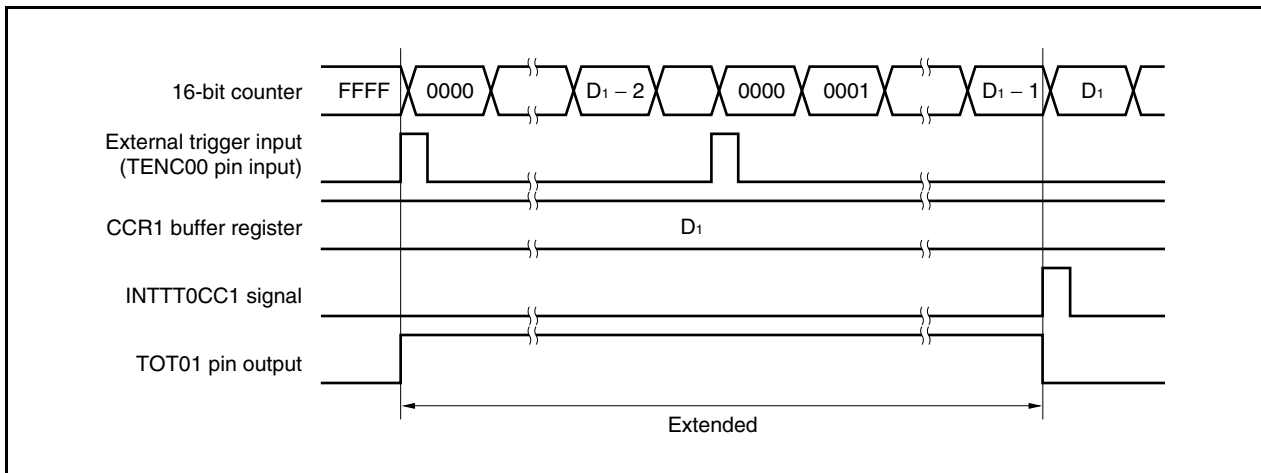 16-bit counter FFFF 0000 D1 – 2 0000 0001 D1 – 1 D1
External trigger input
(TENC00 pin input)
CCR1 buffer register D1
INTTT0CC1 signal
TOT01 pin output
Extended